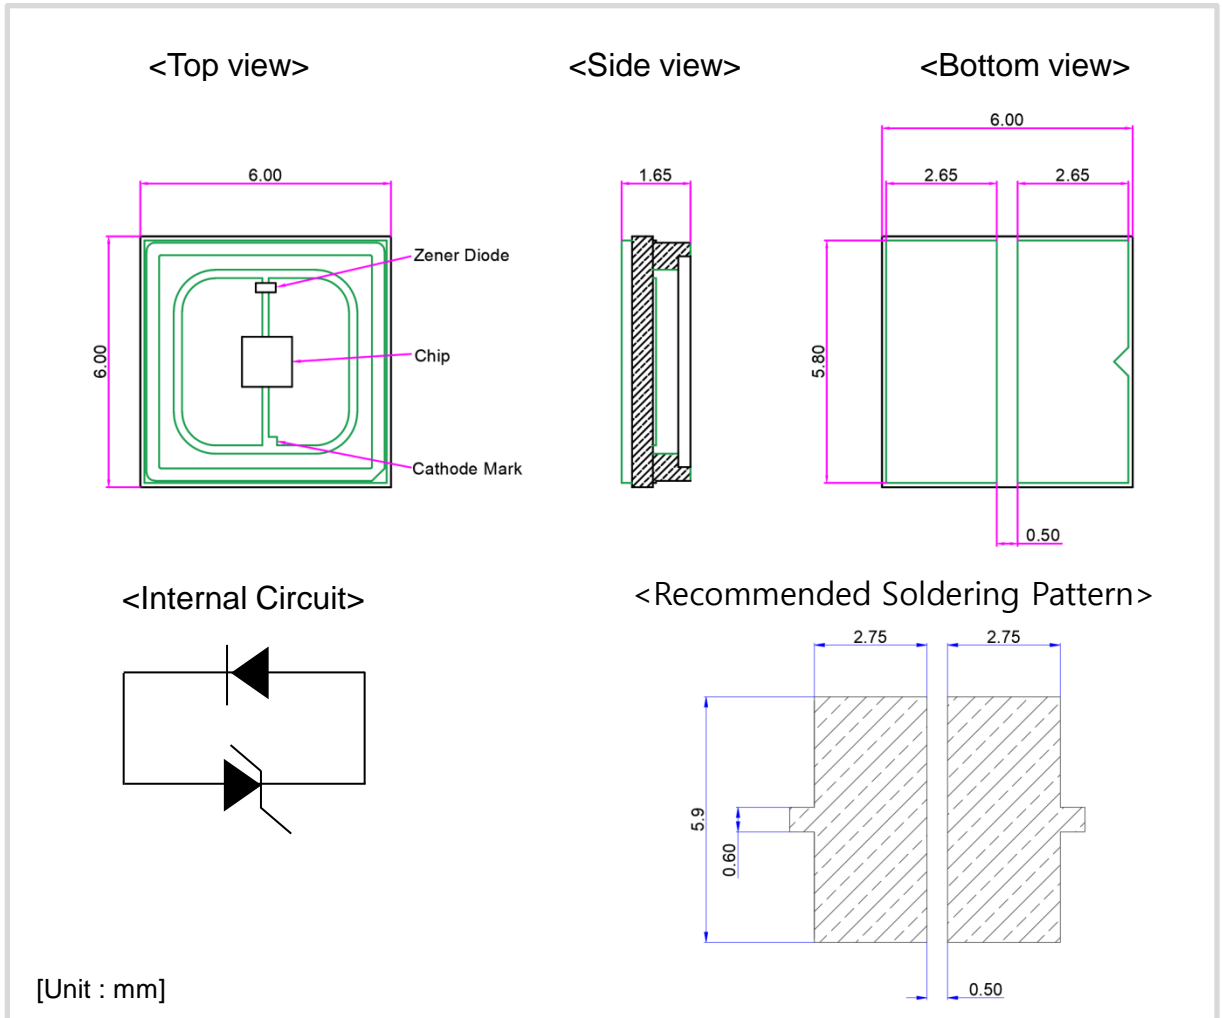 <Top view>
<Side view>
<Bottom view>
6.00
6.00
Zener Diode
Chip
Cathode Mark
1.65
6.00
2.65
2.65
5.80
0.50
<Internal Circuit>
<Recommended Soldering Pattern>
2.75
2.75
5.9
0.60
0.50
[Unit : mm]